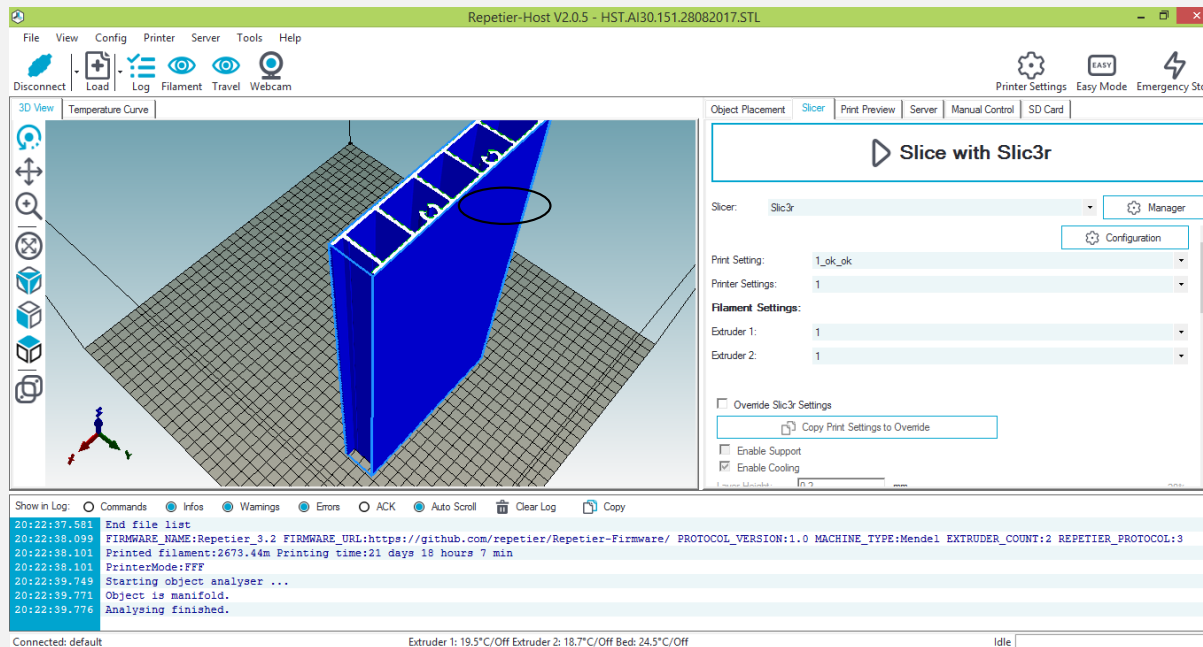 Repetier-Host V2.0.5 - HST.AI30.151.28082017.STL
File View Config Printer Server Tools Help
Disconnect Load Log Filament Travel Webcam Printer Settings Easy Mode Emergency Sto
EASY
3D View Temperature Curve
Object Placement Slicer Print Preview Server Manual Control SD Card
Slice with Slic3r
Slicer: Slic3r Manager
Configuration
Print Setting: 1_ok_ok
Printer Settings: 1
Filament Settings:
Extruder 1: 1
Extruder 2: 1
Override Slic3r Settings
Copy Print Settings to Override
Enable Support
Enable Cooling
Layer Height: 0.2 mm
Show in Log: Commands Infos Warnings Errors ACK Auto Scroll Clear Log Copy
20:22:37.581 End file list
20:22:38.099 FIRMWARE_NAME:Repetier_3.2 FIRMWARE_URL:https://github.com/repetier/Repetier-Firmware/ PROTOCOL_VERSION:1.0 MACHINE_TYPE:Mendel EXTRUDER_COUNT:2 REPETIER_PROTOCOL:3
20:22:38.101 Printed filament:2673.44m Printing time:21 days 18 hours 7 min
20:22:38.101 PrinterMode:FFF
20:22:39.749 Starting object analyser ...
20:22:39.771 Object is manifold.
20:22:39.776 Analysing finished.
Connected: default Extruder 1: 19.5°C/Off Extruder 2: 18.7°C/Off Bed: 24.5°C/Off Idle